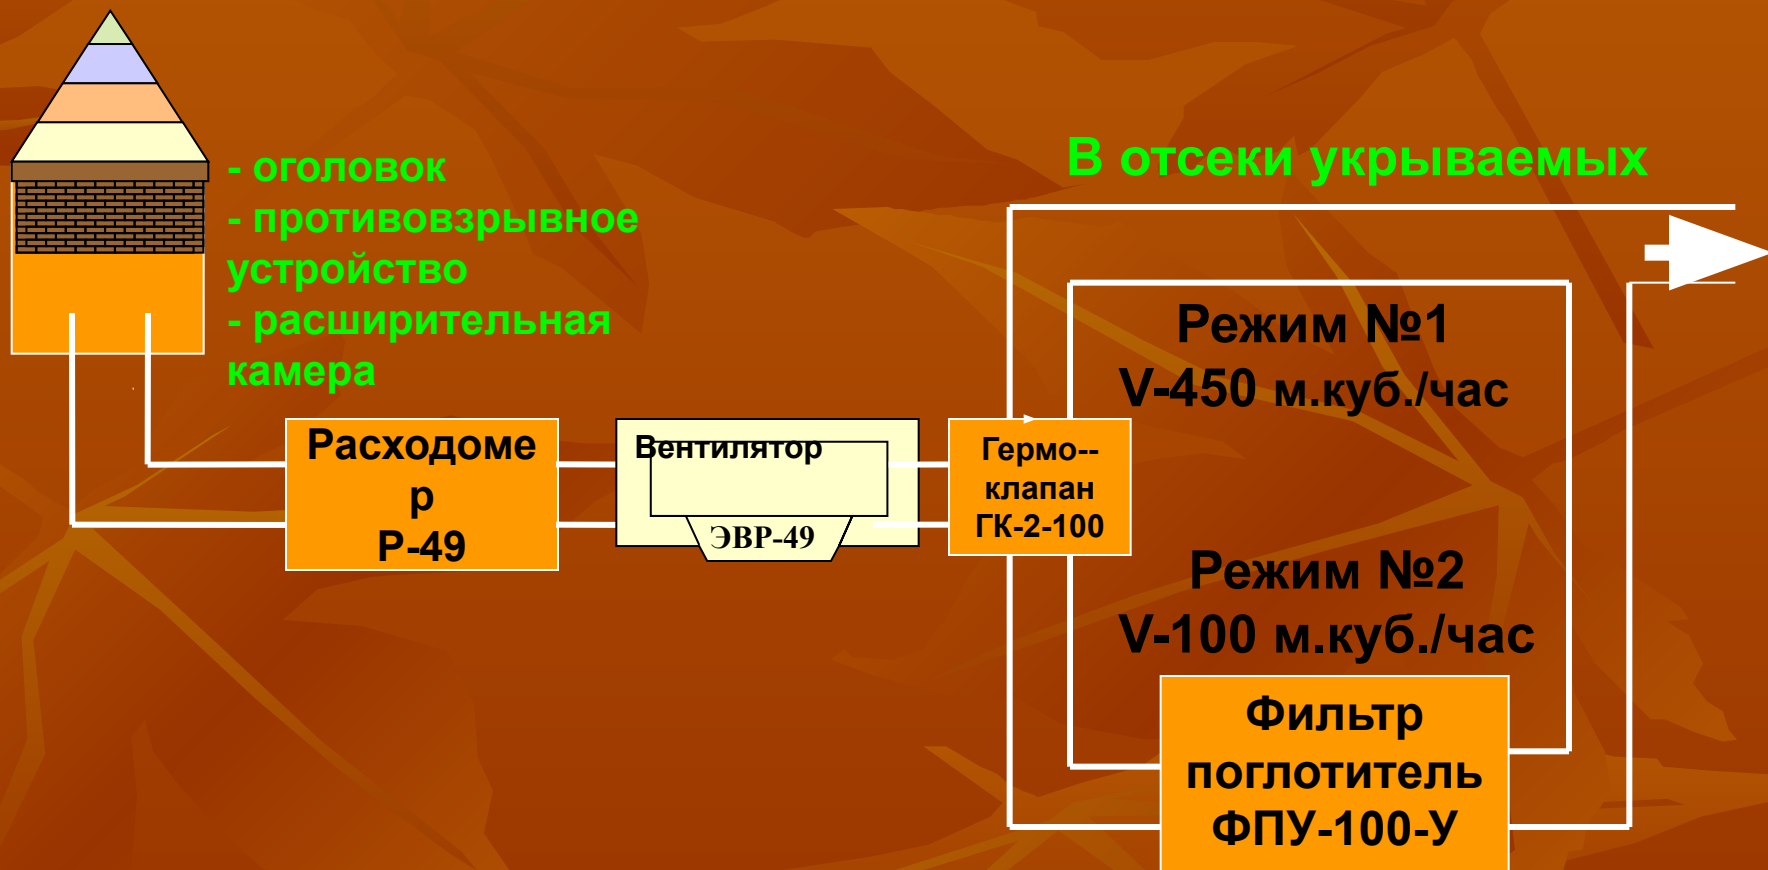 - оголовок
- противовзрывное
устройство
- расширительная
камера
В отсеки укрываемых
Режим №1
V-450 м.куб./час
Расходоме
р
Р-49
Вентилятор
ЭВР-49
Гермо--
клапан
ГК-2-100
Режим №2
V-100 м.куб./час
Фильтр
поглотитель
ФПУ-100-У